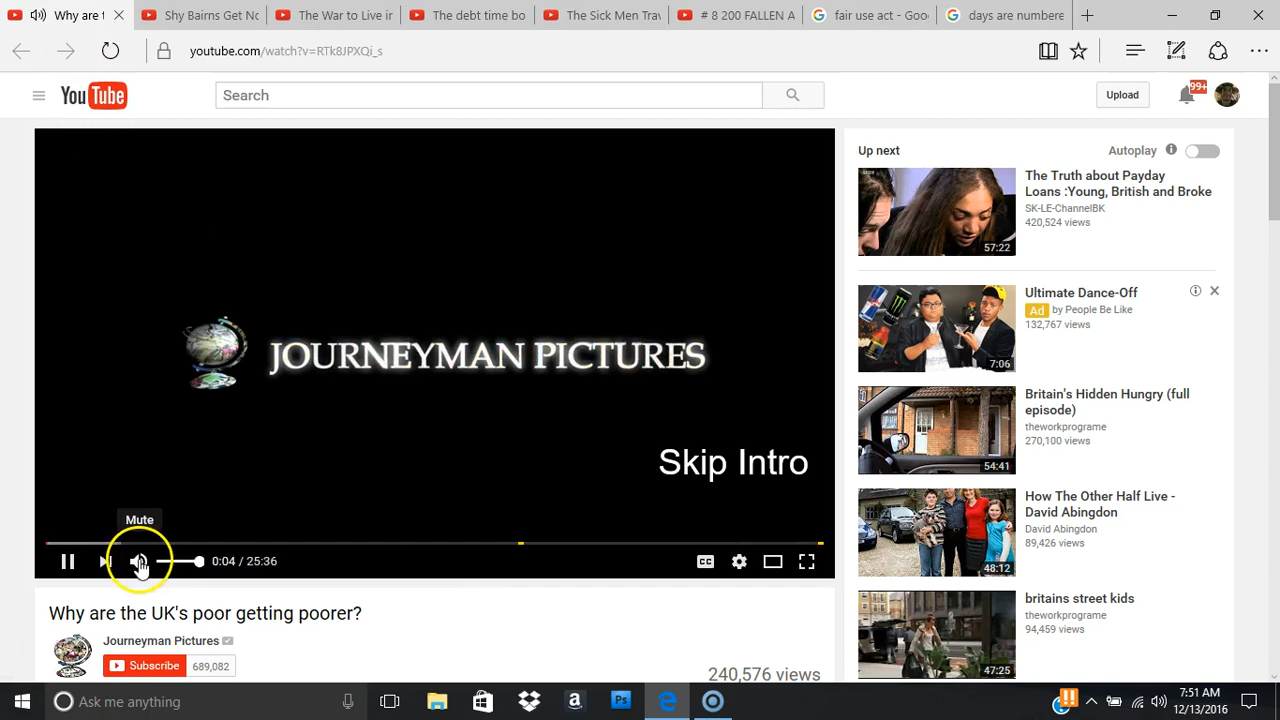 Why are t
Shy Bairns Get No
The War to Live in
The debt time bo
The Sick Men Trav
# 8 200 FALLEN A
fair use act - Goo
days are numbere
youtube.com/watch?v=RTk8JPXQi_s
YouTube
Search
Upload
99+
JOURNEYMAN PICTURES
Skip Intro
Mute
0:04 / 25:36
CC
Why are the UK's poor getting poorer?
Journeyman Pictures
Subscribe 689,082
240,576 views
Up next
Autoplay
The Truth about Payday
Loans :Young, British and Broke
SK-LE-ChannelBK
420,524 views
57:22
Ultimate Dance-Off
Ad by People Be Like
132,767 views
7:06
Britain's Hidden Hungry (full
episode)
theworkprograme
270,100 views
54:41
How The Other Half Live -
David Abingdon
David Abingdon
89,426 views
48:12
britains street kids
theworkprograme
94,459 views
47:25
Ask me anything
a
Ps
e
7:51 AM
12/13/2016